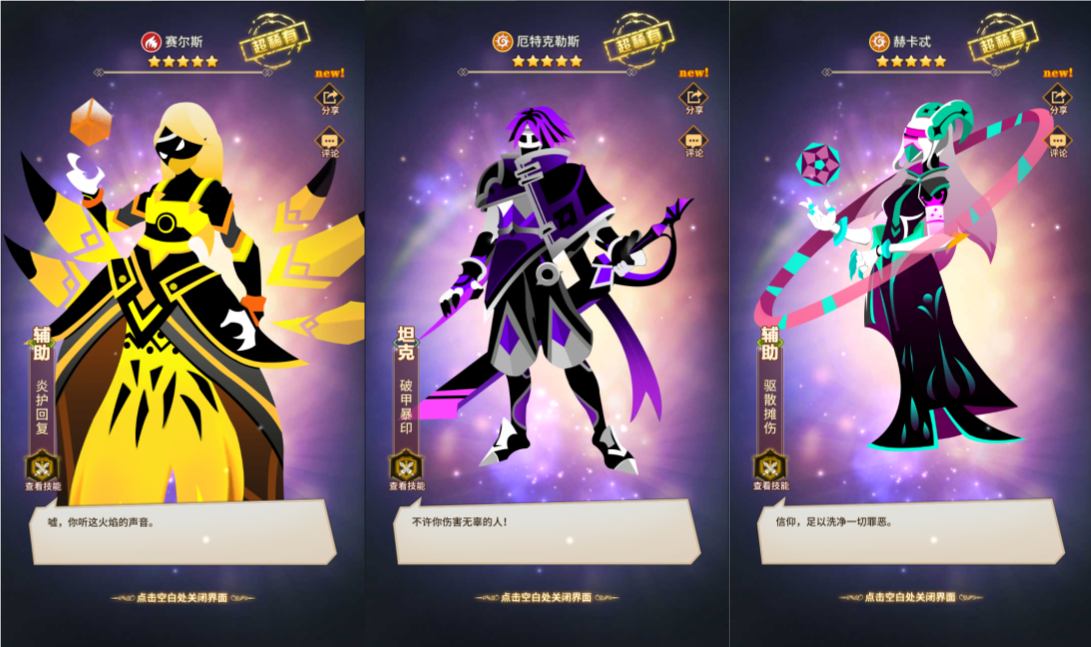 赛尔斯
超稀有
new!
分享
评论
辅助
炎护回复
查看技能
嘘，你听这火焰的声音。
点击空白处关闭界面
厄特克勒斯
超稀有
new!
分享
评论
坦克
破甲暴印
查看技能
不许你伤害无辜的人！
点击空白处关闭界面
赫卡忒
超稀有
new!
分享
评论
辅助
驱散摊伤
查看技能
信仰，足以洗净一切罪恶。
点击空白处关闭界面